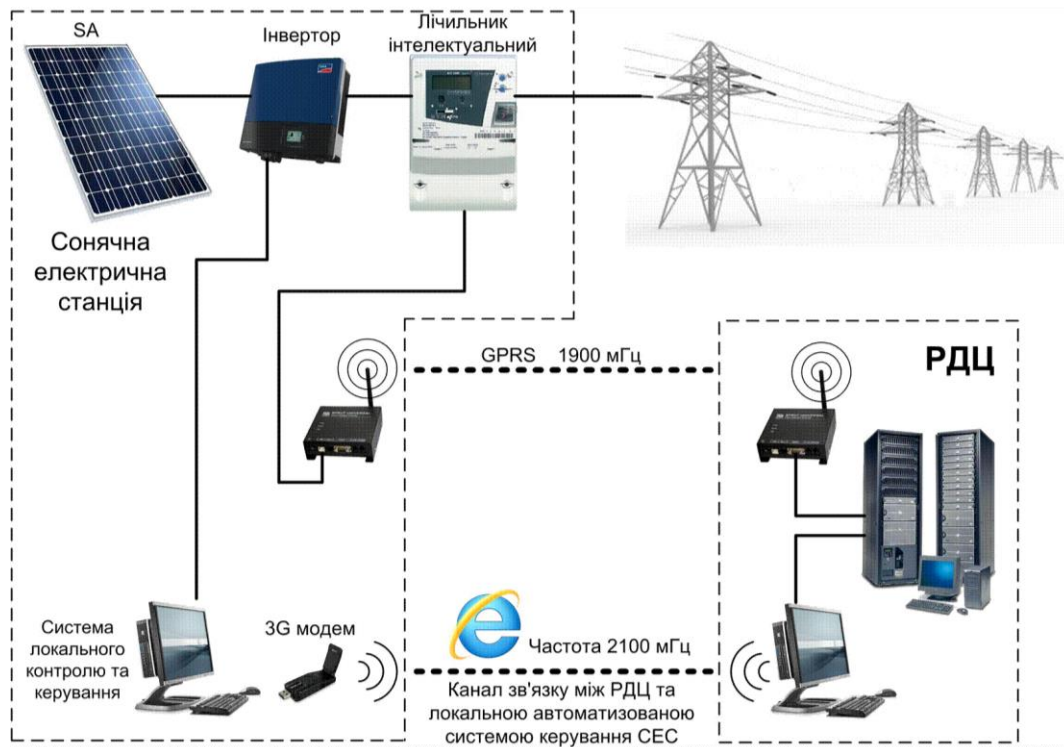 SA
Інвертор
Лічильник
інтелектуальний
Сонячна
електрична
станція
GPRS 1900 мГц
РДЦ
Система
локального
контролю та
керування
3G модем
Частота 2100 мГц
Канал зв'язку між РДЦ та
локальною автоматизованою
системою керування СЕС